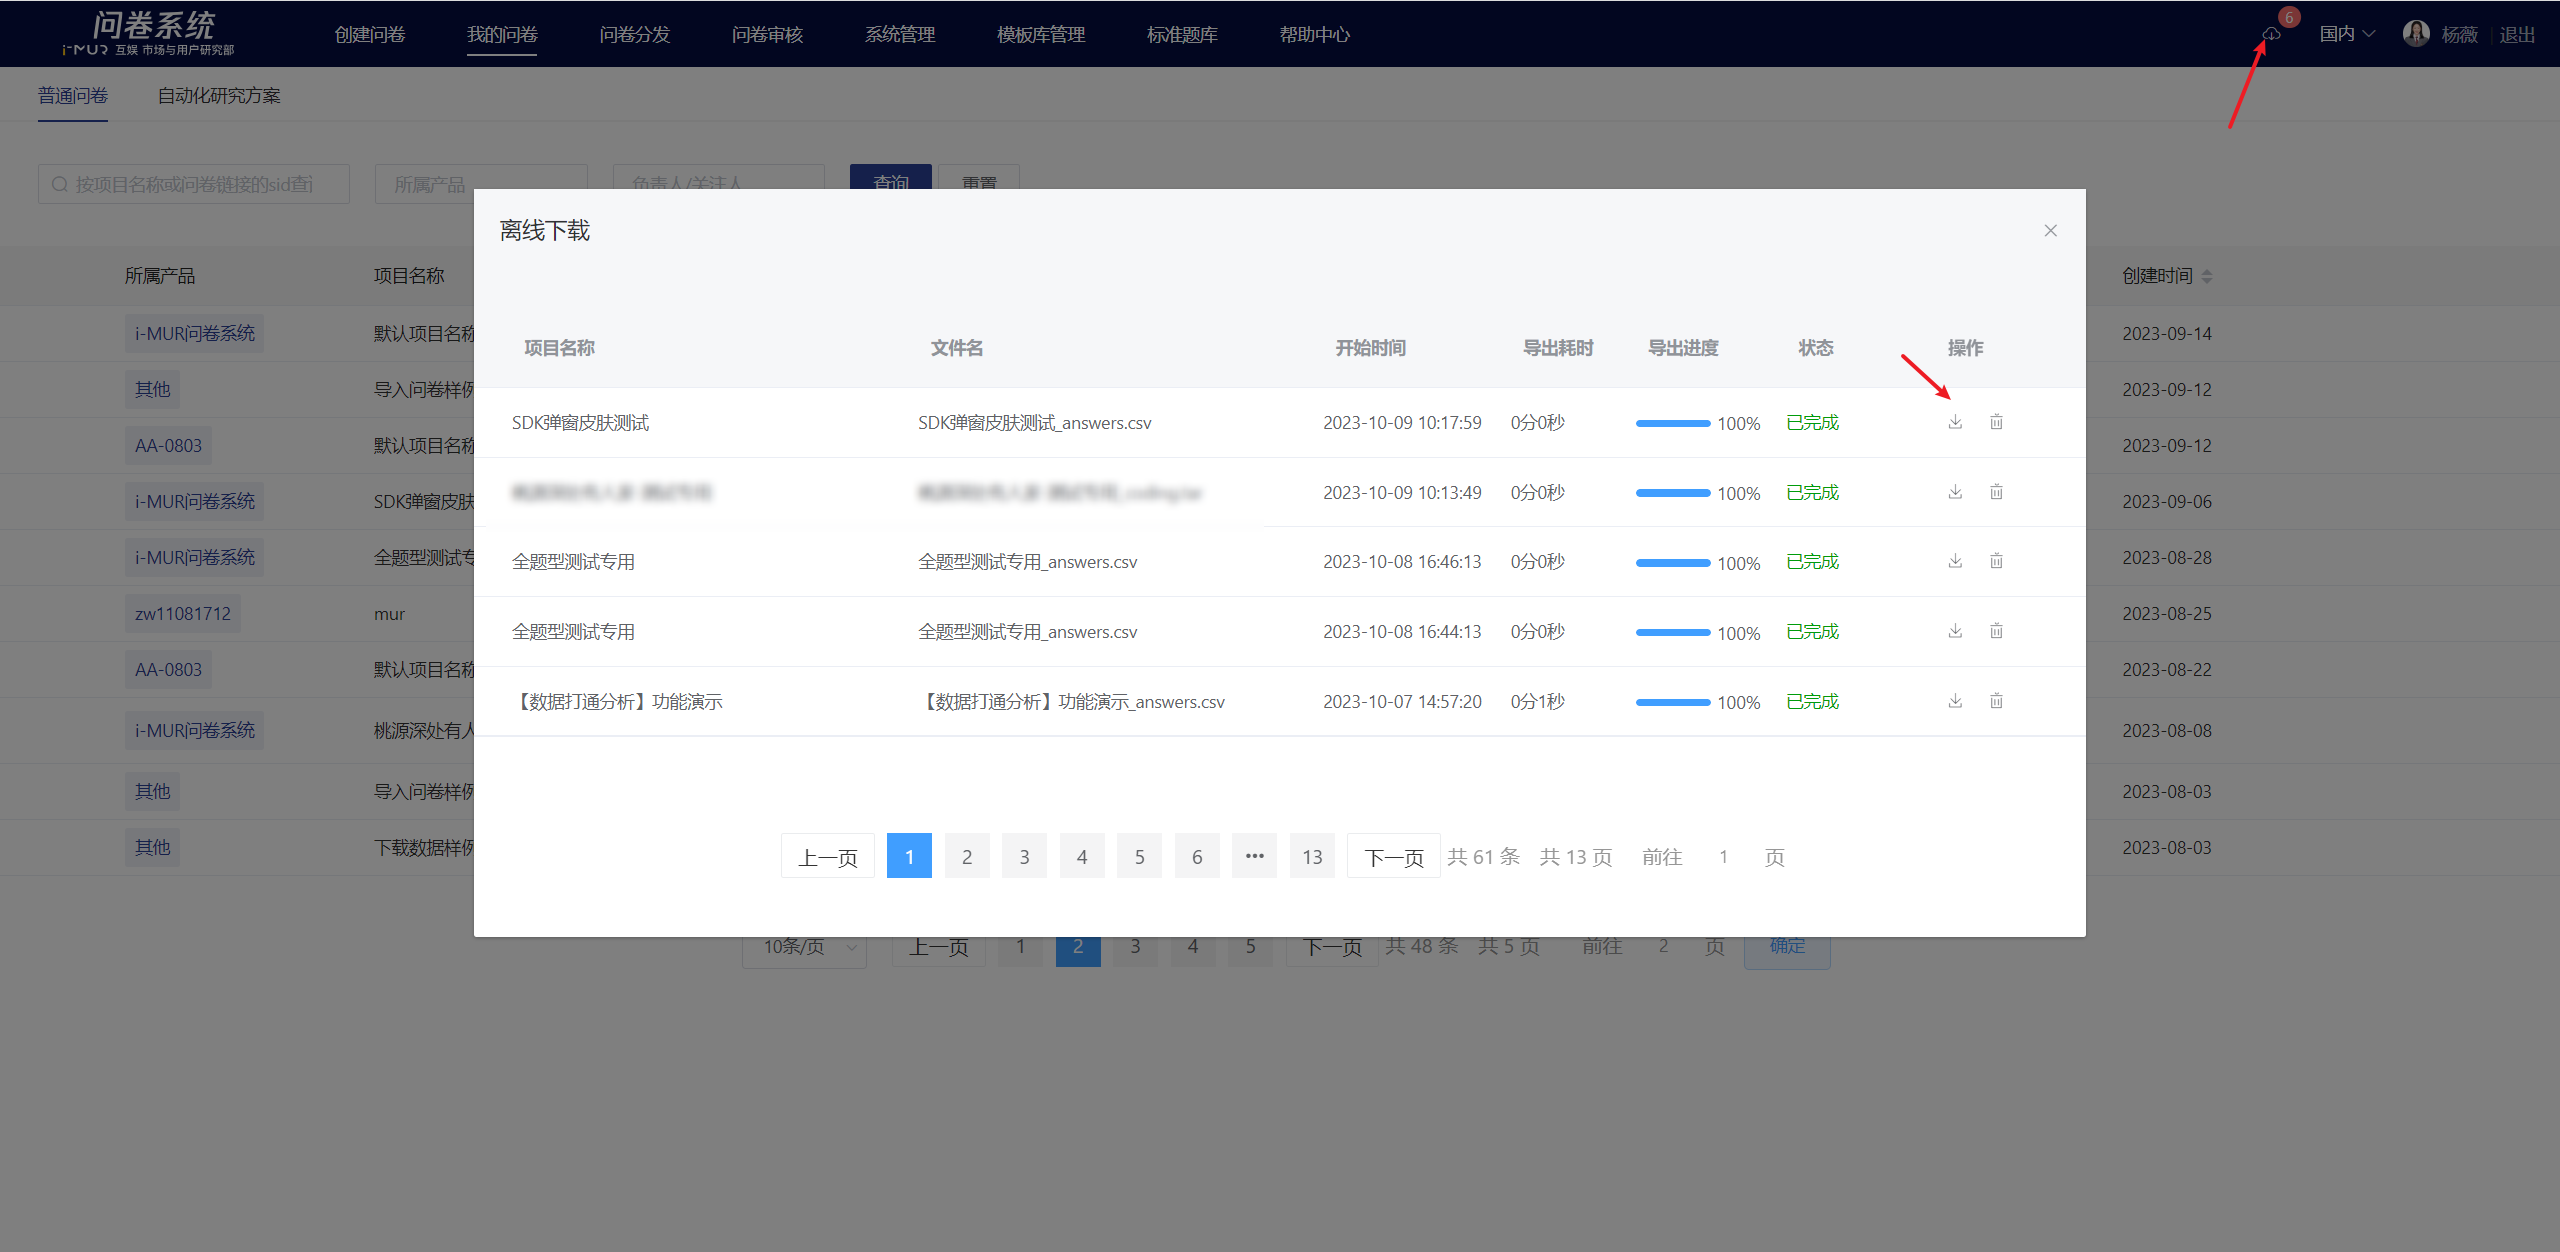 问卷系统
i-MUR 互娱 市场与用户研究部
创建问卷 我的问卷 问卷分发 问卷审核 系统管理 模板库管理 标准题库 帮助中心
6
国内
杨薇 退出
普通问卷 自动化研究方案
按项目名称或问卷链接的sid查询 所属产品 负责人/关注人 查询 重置
离线下载
所属产品 项目名称 创建时间
i-MUR问卷系统 默认项目名称 2023-09-14
其他 导入问卷样例 2023-09-12
AA-0803 默认项目名称 2023-09-12
i-MUR问卷系统 SDK弹窗皮肤 2023-09-06
i-MUR问卷系统 全题型测试专 2023-08-28
zw11081712 mur 2023-08-25
AA-0803 默认项目名称 2023-08-22
i-MUR问卷系统 桃源深处有人 2023-08-08
其他 导入问卷样例 2023-08-03
其他 下载数据样例 2023-08-03
项目名称 文件名 开始时间 导出耗时 导出进度 状态 操作
SDK弹窗皮肤测试 SDK弹窗皮肤测试_answers.csv 2023-10-09 10:17:59 0分0秒 100% 已完成
2023-10-09 10:13:49 0分0秒 100% 已完成
全题型测试专用 全题型测试专用_answers.csv 2023-10-08 16:46:13 0分0秒 100% 已完成
全题型测试专用 全题型测试专用_answers.csv 2023-10-08 16:44:13 0分0秒 100% 已完成
【数据打通分析】功能演示 【数据打通分析】功能演示_answers.csv 2023-10-07 14:57:20 0分1秒 100% 已完成
上一页 1 2 3 4 5 6 ••• 13 下一页 共 61 条 共 13 页 前往 1 页
10条/页 上一页 1 2 3 4 5 下一页 共 48 条 共 5 页 前往 2 页 确定